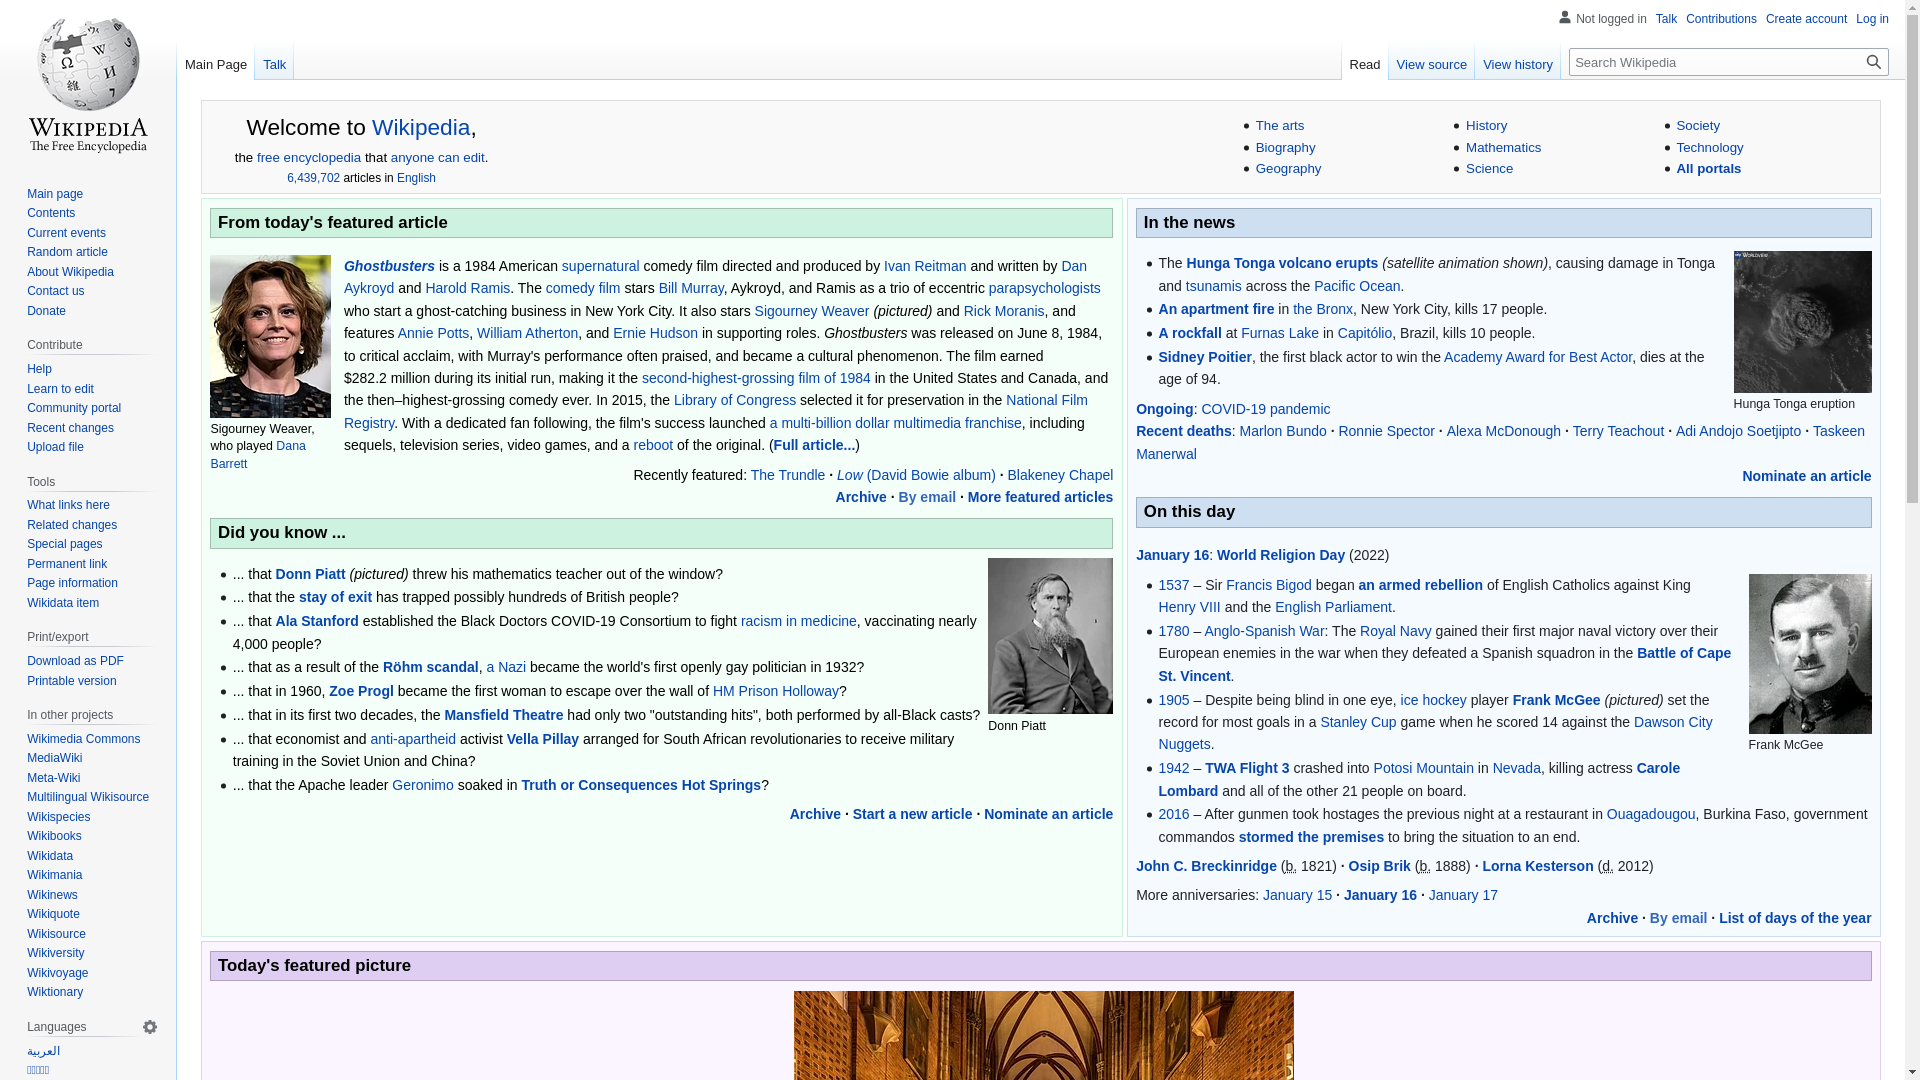 Not logged in Talk Contributions Create account Log in
Main Page Talk Read View source View history Search Wikipedia
WIKIPEDIA
The Free Encyclopedia
Main page
Contents
Current events
Random article
About Wikipedia
Contact us
Donate
Contribute
Help
Learn to edit
Community portal
Recent changes
Upload file
Tools
What links here
Related changes
Special pages
Permanent link
Page information
Wikidata item
Print/export
Download as PDF
Printable version
In other projects
Wikimedia Commons
MediaWiki
Meta-Wiki
Multilingual Wikisource
Wikispecies
Wikibooks
Wikidata
Wikimania
Wikinews
Wikiquote
Wikisource
Wikiversity
Wikivoyage
Wiktionary
Languages
العربية
Welcome to Wikipedia,
the free encyclopedia that anyone can edit.
6,439,702 articles in English
The arts
Biography
Geography
History
Mathematics
Science
Society
Technology
All portals
From today's featured article
Sigourney Weaver,
who played Dana
Barrett
Ghostbusters is a 1984 American supernatural comedy film directed and produced by Ivan Reitman and written by Dan
Aykroyd and Harold Ramis. The comedy film stars Bill Murray, Aykroyd, and Ramis as a trio of eccentric parapsychologists
who start a ghost-catching business in New York City. It also stars Sigourney Weaver (pictured) and Rick Moranis, and
features Annie Potts, William Atherton, and Ernie Hudson in supporting roles. Ghostbusters was released on June 8, 1984,
to critical acclaim, with Murray's performance often praised, and became a cultural phenomenon. The film earned
$282.2 million during its initial run, making it the second-highest-grossing film of 1984 in the United States and Canada, and
the then–highest-grossing comedy ever. In 2015, the Library of Congress selected it for preservation in the National Film
Registry. With a dedicated fan following, the film's success launched a multi-billion dollar multimedia franchise, including
sequels, television series, video games, and a reboot of the original. (Full article...)
Recently featured: The Trundle · Low (David Bowie album) · Blakeney Chapel
Archive · By email · More featured articles
Did you know ...
... that Donn Piatt (pictured) threw his mathematics teacher out of the window?
... that the stay of exit has trapped possibly hundreds of British people?
... that Ala Stanford established the Black Doctors COVID-19 Consortium to fight racism in medicine, vaccinating nearly
4,000 people?
... that as a result of the Röhm scandal, a Nazi became the world's first openly gay politician in 1932?
... that in 1960, Zoe Progl became the first woman to escape over the wall of HM Prison Holloway?
... that in its first two decades, the Mansfield Theatre had only two "outstanding hits", both performed by all-Black casts?
... that economist and anti-apartheid activist Vella Pillay arranged for South African revolutionaries to receive military
training in the Soviet Union and China?
... that the Apache leader Geronimo soaked in Truth or Consequences Hot Springs?
Donn Piatt
Archive · Start a new article · Nominate an article
In the news
The Hunga Tonga volcano erupts (satellite animation shown), causing damage in Tonga
and tsunamis across the Pacific Ocean.
An apartment fire in the Bronx, New York City, kills 17 people.
A rockfall at Furnas Lake in Capitólio, Brazil, kills 10 people.
Sidney Poitier, the first black actor to win the Academy Award for Best Actor, dies at the
age of 94.
Hunga Tonga eruption
Ongoing: COVID-19 pandemic
Recent deaths: Marlon Bundo · Ronnie Spector · Alexa McDonough · Terry Teachout · Adi Andojo Soetjipto · Taskeen
Manerwal
Nominate an article
On this day
January 16: World Religion Day (2022)
1537 – Sir Francis Bigod began an armed rebellion of English Catholics against King
Henry VIII and the English Parliament.
1780 – Anglo-Spanish War: The Royal Navy gained their first major naval victory over their
European enemies in the war when they defeated a Spanish squadron in the Battle of Cape
St. Vincent.
1905 – Despite being blind in one eye, ice hockey player Frank McGee (pictured) set the
record for most goals in a Stanley Cup game when he scored 14 against the Dawson City
Nuggets.
1942 – TWA Flight 3 crashed into Potosi Mountain in Nevada, killing actress Carole
Lombard and all of the other 21 people on board.
2016 – After gunmen took hostages the previous night at a restaurant in Ouagadougou, Burkina Faso, government
commandos stormed the premises to bring the situation to an end.
Frank McGee
John C. Breckinridge (b. 1821) · Osip Brik (b. 1888) · Lorna Kesterson (d. 2012)
More anniversaries: January 15 · January 16 · January 17
Archive · By email · List of days of the year
Today's featured picture